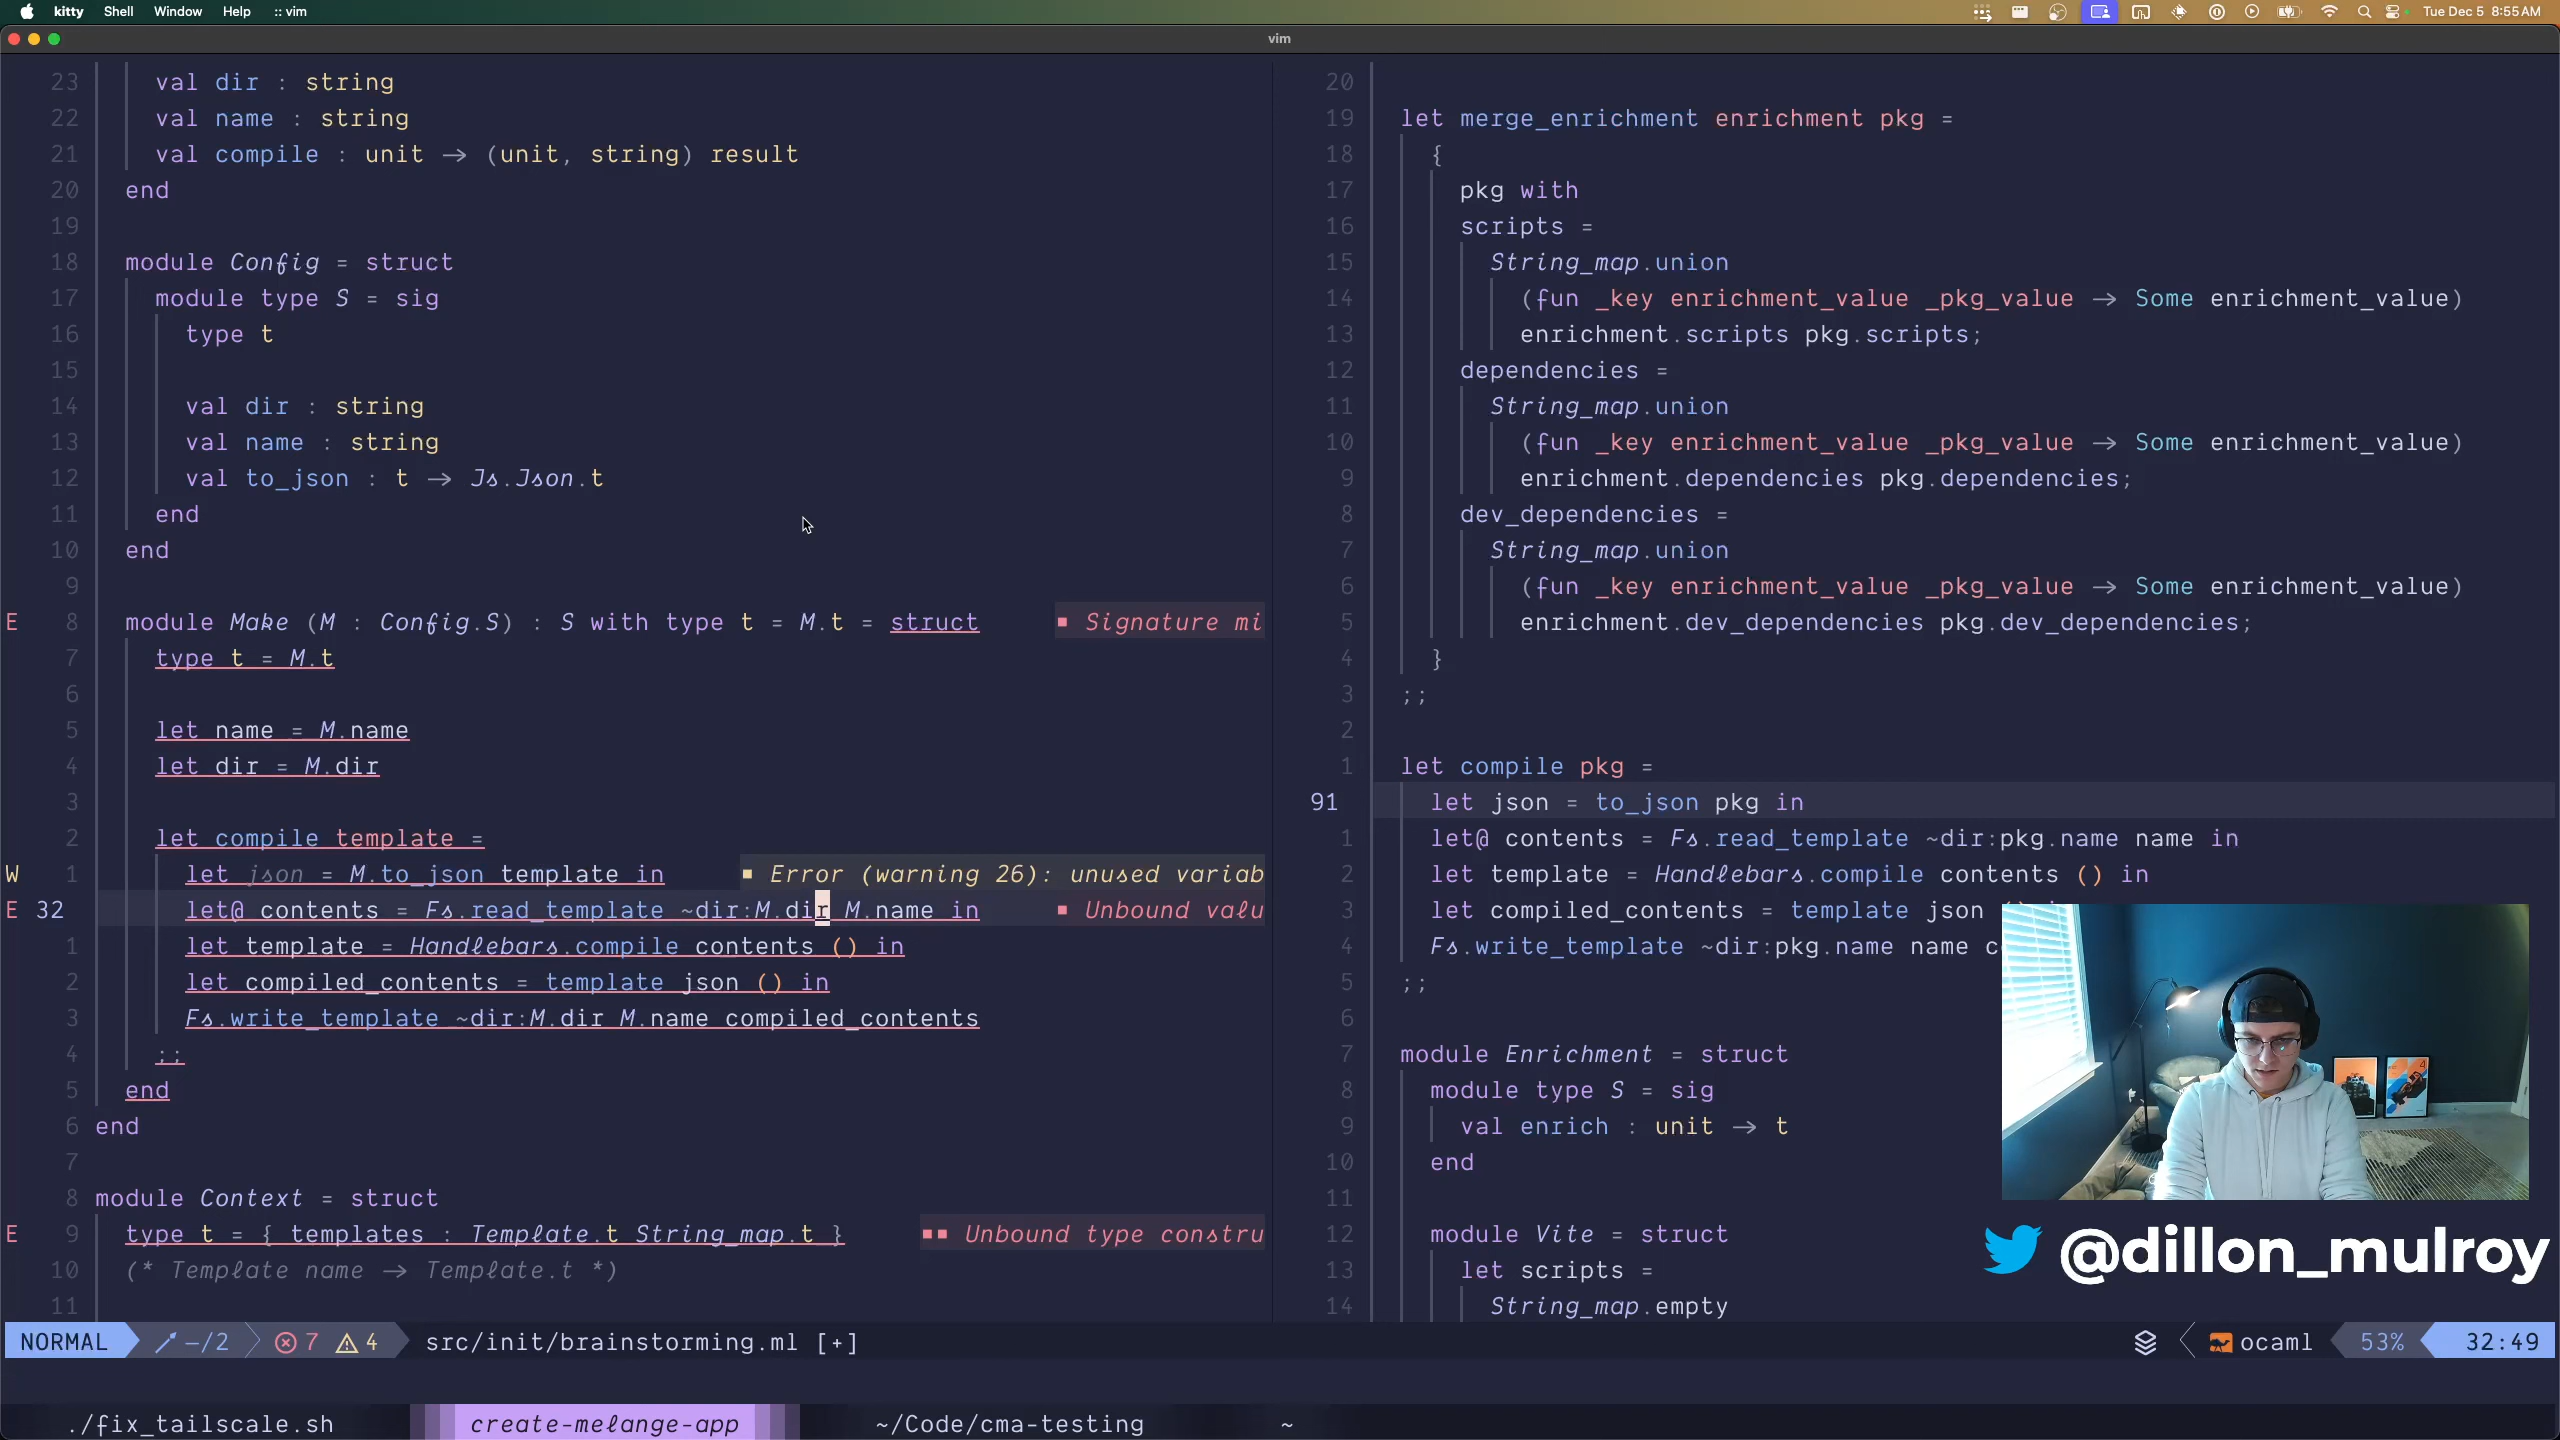 kitty Shell Window Help :: vim
Tue Dec 5 8:55 AM
vim
23 val dir : string
22 val name : string
21 val compile : unit → (unit, string) result
20 end
19
18 module Config = struct
17 module type S = sig
16 type t
15
14 val dir : string
13 val name : string
12 val to_json : t → Js.Json.t
11 end
10 end
9
E 8 module Make (M : Config.S) : S with type t = M.t = struct ▪ Signature mi
7 type t = M.t
6
5 let name = M.name
4 let dir = M.dir
3
2 let compile template =
W 1 let json = M.to_json template in ▪ Error (warning 26): unused variab
E 32 let@ contents = Fs.read_template ~dir:M.dir M.name in ▪ Unbound valu
1 let template = Handlebars.compile contents () in
2 let compiled_contents = template json () in
3 Fs.write_template ~dir:M.dir M.name compiled_contents
4 ;;
5 end
6 end
7
8 module Context = struct
E 9 type t = { templates : Template.t String_map.t } ▪▪ Unbound type constru
10 (* Template name → Template.t *)
11
20
19 let merge_enrichment enrichment pkg =
18 {
17 pkg with
16 scripts =
15 String_map.union
14 (fun _key enrichment_value _pkg_value → Some enrichment_value)
13 enrichment.scripts pkg.scripts;
12 dependencies =
11 String_map.union
10 (fun _key enrichment_value _pkg_value → Some enrichment_value)
9 enrichment.dependencies pkg.dependencies;
8 dev_dependencies =
7 String_map.union
6 (fun _key enrichment_value _pkg_value → Some enrichment_value)
5 enrichment.dev_dependencies pkg.dev_dependencies;
4 }
3 ;;
2
1 let compile pkg =
91 let json = to_json pkg in
1 let@ contents = Fs.read_template ~dir:pkg.name name in
2 let template = Handlebars.compile contents () in
3 let compiled_contents = template json
4 Fs.write_template ~dir:pkg.name name c
5 ;;
6
7 module Enrichment = struct
8 module type S = sig
9 val enrich : unit → t
10 end
11
12 module Vite = struct
13 let scripts =
14 String_map.empty
@dillon_mulroy
NORMAL −/2 7 4 src/init/brainstorming.ml [+] ocaml 53% 32:49
./fix_tailscale.sh create-melange-app ~/Code/cma-testing ~